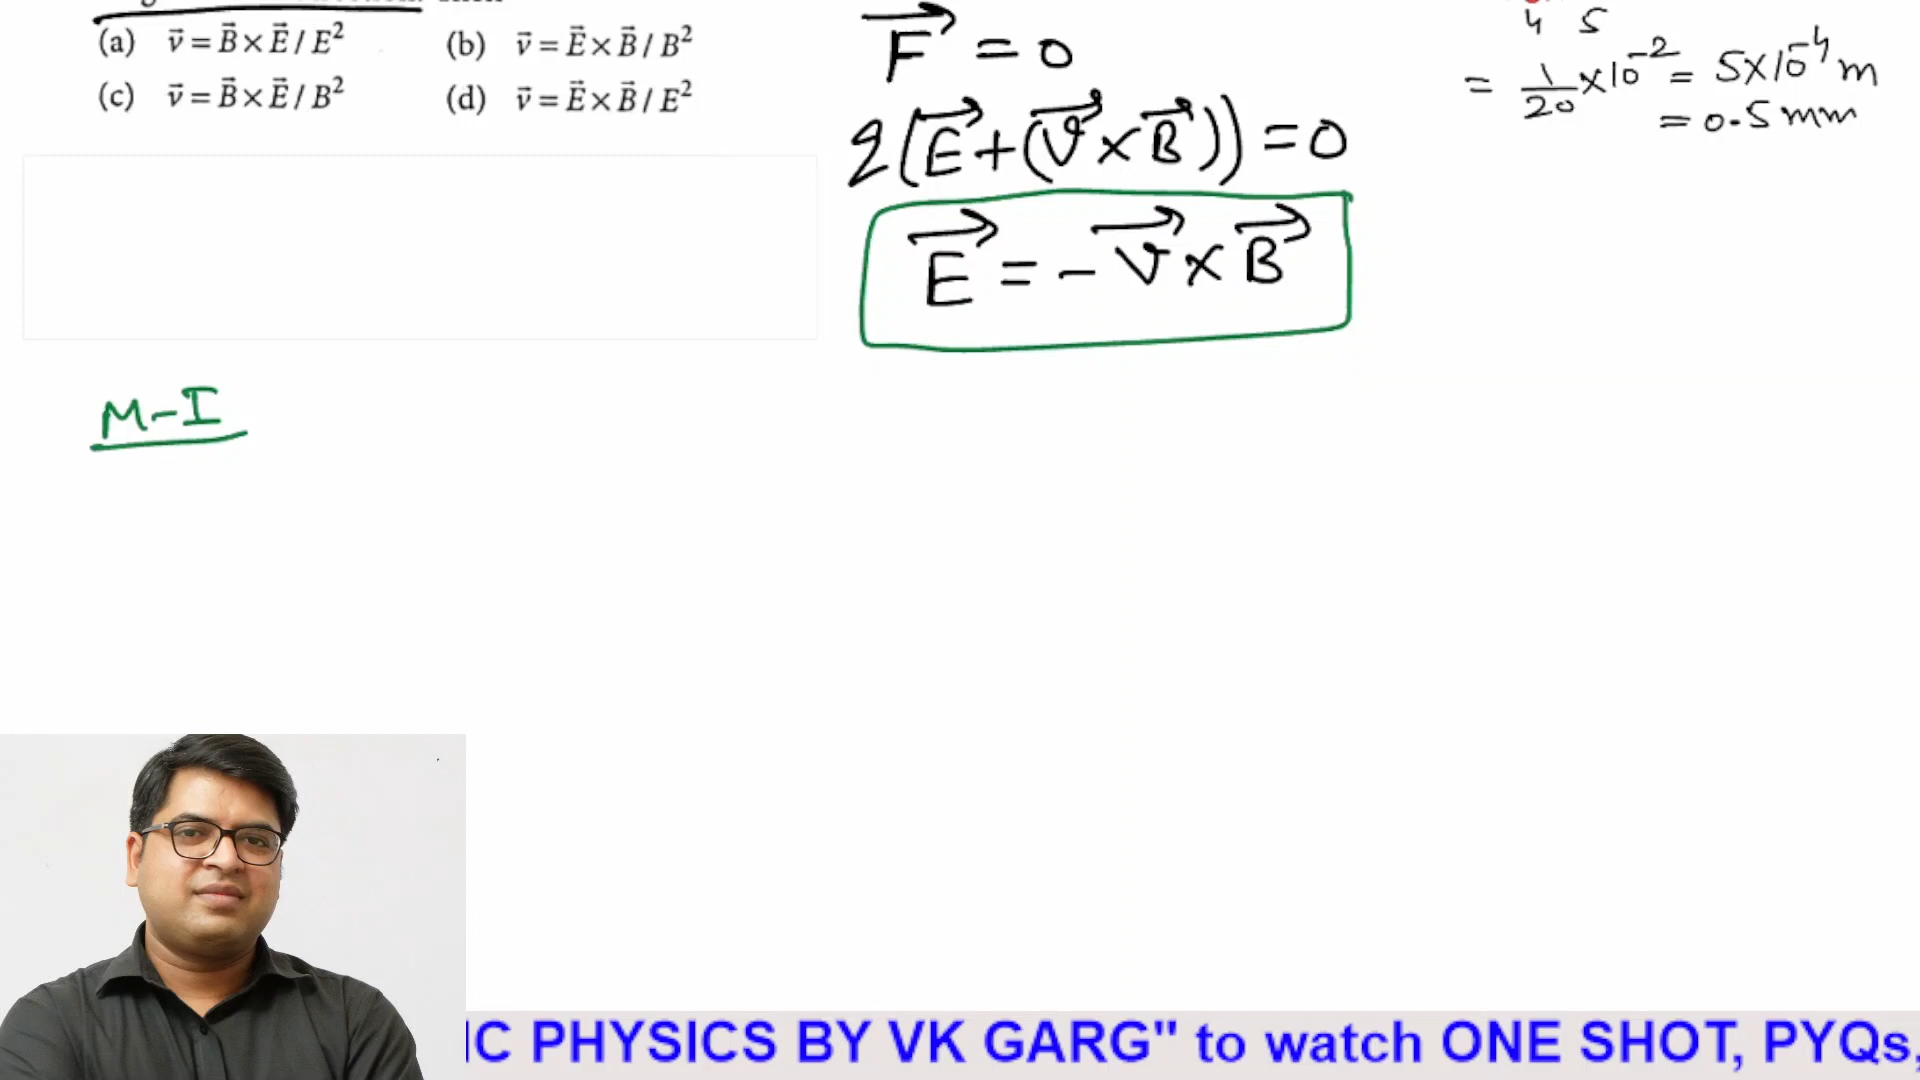 (a) v⃗ = B⃗ × E⃗ / E² (b) v⃗ = E⃗ × B⃗ / B²
(c) v⃗ = B⃗ × E⃗ / B² (d) v⃗ = E⃗ × B⃗ / E²
F⃗ = 0
q(E⃗ + (v⃗ × B⃗)) = 0
E⃗ = - v⃗ × B⃗
4 5
= 1/20 × 10⁻² = 5×10⁻⁴ m
= 0.5 mm
M-I
IC PHYSICS BY VK GARG" to watch ONE SHOT, PYQs,